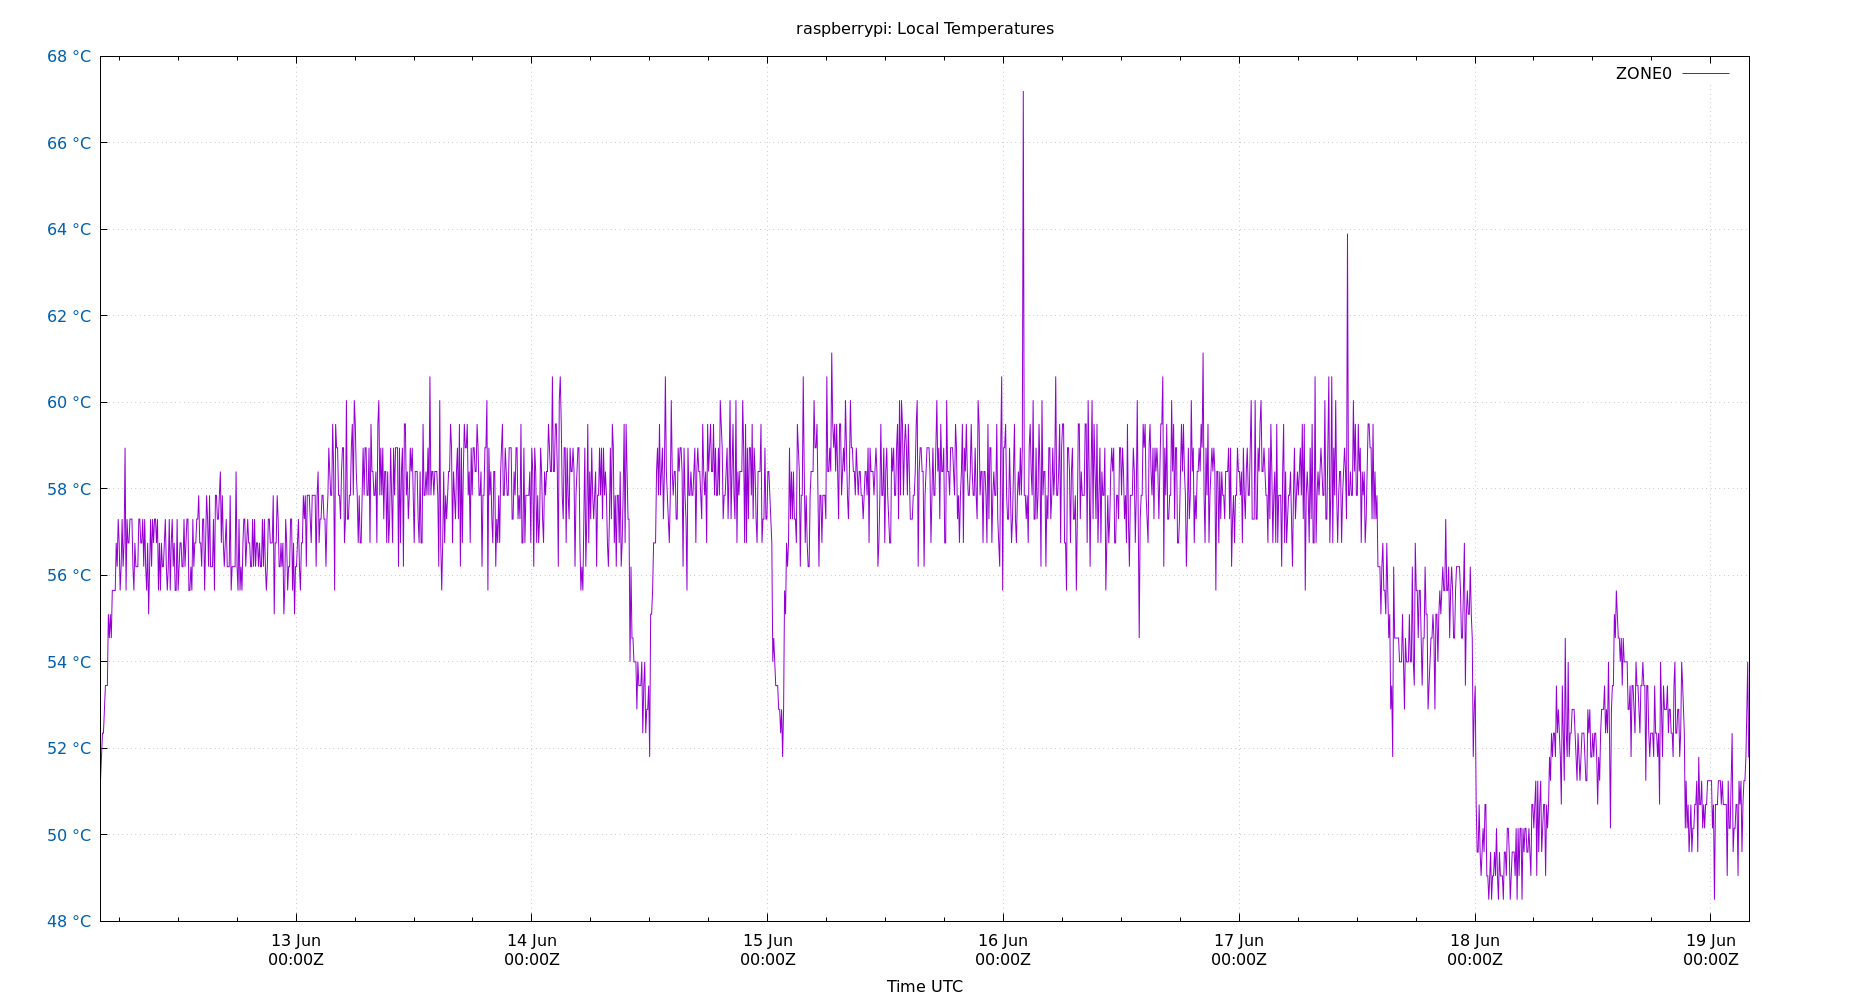 raspberrypi: Local Temperatures
68 °C
ZONE0
66 °C
64 °C
62 °C
60 °C
58 °C
56 °C
54 °C
52 °C
50 °C
48 °C
13 Jun 14 Jun 15 Jun 16 Jun 17 Jun 18 Jun 19 Jun
00:00Z 00:00Z 00:00Z 00:00Z 00:00Z 00:00Z 00:00Z
Time UTC